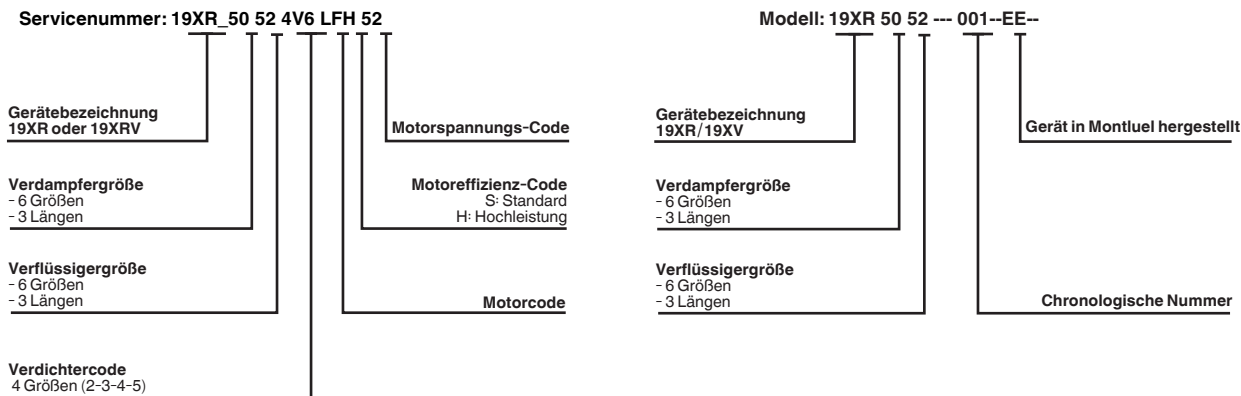 Servicenummer: 19XR_50 52 4V6 LFH 52
Gerätebezeichnung
19XR oder 19XRV
Motorspannungs-Code
Verdampfergröße
- 6 Größen
- 3 Längen
Motoreffizienz-Code
S: Standard
H: Hochleistung
Verflüssigergröße
- 6 Größen
- 3 Längen
Motorcode
Verdichtercode
4 Größen (2-3-4-5)
Modell: 19XR 50 52 --- 001--EE--
Gerätebezeichnung
19XR/19XV
Gerät in Montluel hergestellt
Verdampfergröße
- 6 Größen
- 3 Längen
Verflüssigergröße
- 6 Größen
- 3 Längen
Chronologische Nummer